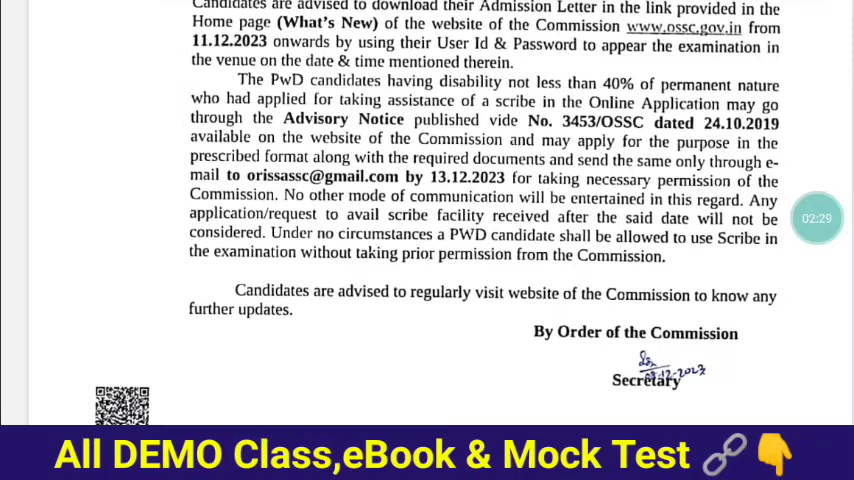 Candidates are advised to download their Admission Letter in the link provided in the
Home page (What's New) of the website of the Commission www.ossc.gov.in from
11.12.2023 onwards by using their User Id & Password to appear the examination in
the venue on the date & time mentioned therein.
The PwD candidates having disability not less than 40% of permanent nature
who had applied for taking assistance of a scribe in the Online Application may go
through the Advisory Notice published vide No. 3453/OSSC dated 24.10.2019
available on the website of the Commission and may apply for the purpose in the
prescribed format along with the required documents and send the same only through e-
mail to orissassc@gmail.com by 13.12.2023 for taking necessary permission of the
Commission. No other mode of communication will be entertained in this regard. Any
application/request to avail scribe facility received after the said date will not be
considered. Under no circumstances a PWD candidate shall be allowed to use Scribe in
the examination without taking prior permission from the Commission.
02:29
Candidates are advised to regularly visit website of the Commission to know any
further updates.
By Order of the Commission
Secretary
All DEMO Class,eBook & Mock Test 🔗👇